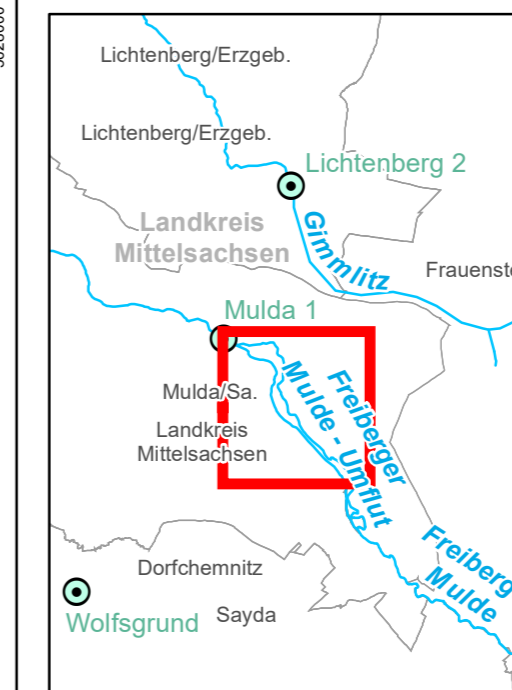 Lichtenberg/Erzgeb.
Lichtenberg/Erzgeb.
Lichtenberg 2
Landkreis
Mittelsachsen
Gimmlitz
Frauenste
Mulda 1
Mulda/Sa.
Landkreis
Mittelsachsen
Freiberger
Mulde - Umflut
Dorfchemnitz
Freiberg
Mulde
Wolfsgrund
Sayda